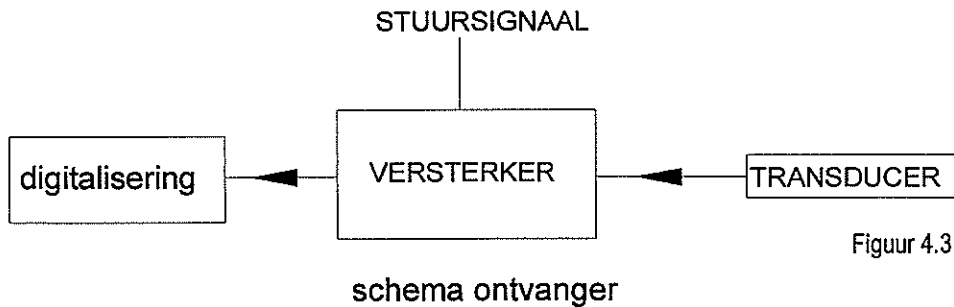 STUURSIGNAAL
digitalisering
VERSTERKER
TRANSDUCER
Figuur 4.3
schema ontvanger